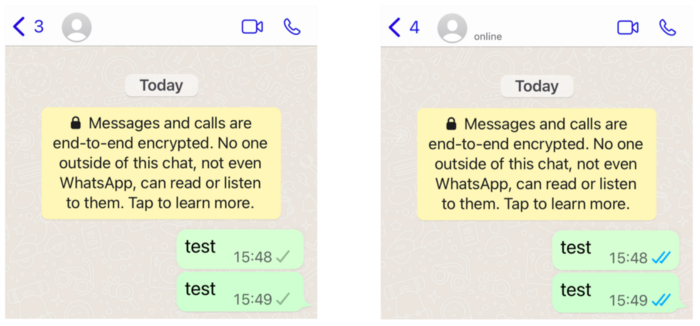 3
Today
Messages and calls are
end-to-end encrypted. No one
outside of this chat, not even
WhatsApp, can read or listen
to them. Tap to learn more.
test
15:48
test
15:49
4
online
Today
Messages and calls are
end-to-end encrypted. No one
outside of this chat, not even
WhatsApp, can read or listen
to them. Tap to learn more.
test
15:48
test
15:49